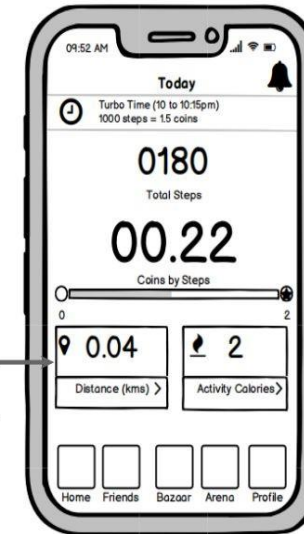 09:52 AM
Today
Turbo Time (10 to 10:15pm)
1000 steps = 1.5 coins
0180
Total Steps
00.22
Coins by Steps
0 2
0.04 2
Distance (kms) > Activity Calories>
Home Friends Bazaar Arena Profile